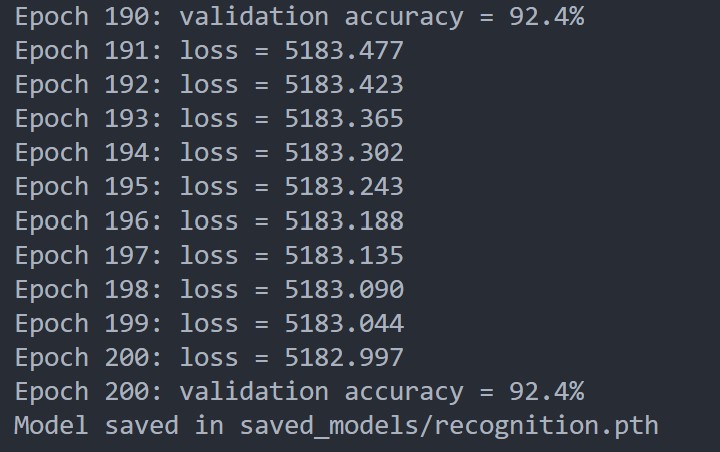 Epoch 190: validation accuracy = 92.4%
Epoch 191: loss = 5183.477
Epoch 192: loss = 5183.423
Epoch 193: loss = 5183.365
Epoch 194: loss = 5183.302
Epoch 195: loss = 5183.243
Epoch 196: loss = 5183.188
Epoch 197: loss = 5183.135
Epoch 198: loss = 5183.090
Epoch 199: loss = 5183.044
Epoch 200: loss = 5182.997
Epoch 200: validation accuracy = 92.4%
Model saved in saved_models/recognition.pth